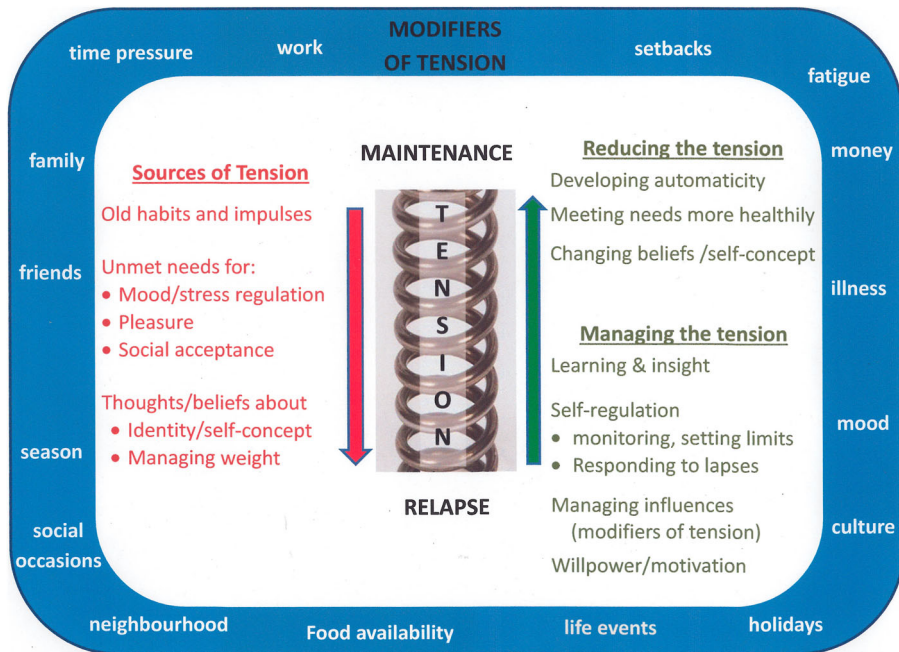 MODIFIERS
OF TENSION
time pressure
work
setbacks
fatigue
family
money
friends
illness
season
mood
social
occasions
culture
neighbourhood
Food availability
life events
holidays
Sources of Tension
Old habits and impulses
Unmet needs for:
• Mood/stress regulation
• Pleasure
• Social acceptance
Thoughts/beliefs about
• Identity/self-concept
• Managing weight
MAINTENANCE
T
E
N
S
I
O
N
RELAPSE
Reducing the tension
Developing automaticity
Meeting needs more healthily
Changing beliefs /self-concept
Managing the tension
Learning & insight
Self-regulation
• monitoring, setting limits
• Responding to lapses
Managing influences
(modifiers of tension)
Willpower/motivation